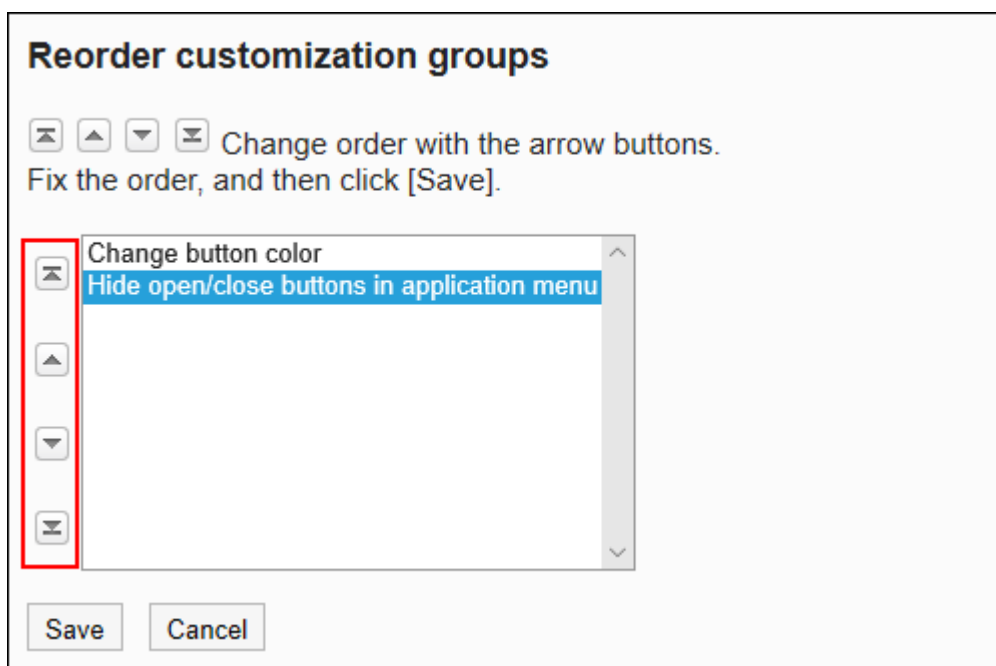 Reorder customization groups
Change order with the arrow buttons.
Fix the order, and then click [Save].
Change button color
Hide open/close buttons in application menu
Save
Cancel